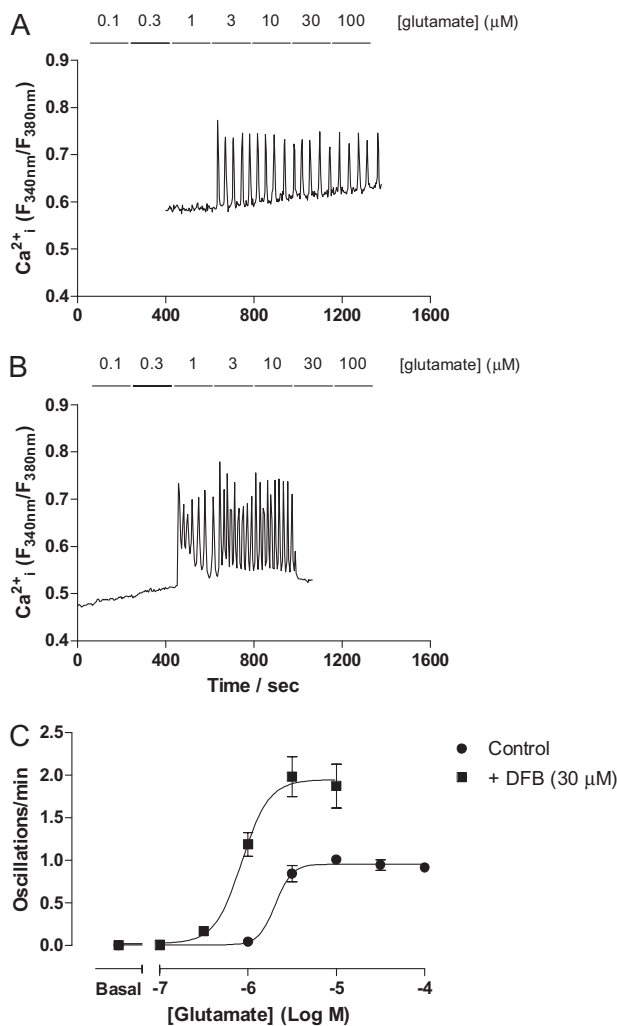 A
0.1 0.3 1 3 10 30 100 [glutamate] (μM)
0.9
0.8
0.7
0.6
0.5
0.4
Ca²⁺i (F340nm/F380nm)
0 400 800 1200 1600
B
0.1 0.3 1 3 10 30 100 [glutamate] (μM)
0.9
0.8
0.7
0.6
0.5
0.4
Ca²⁺i (F340nm/F380nm)
0 400 800 1200 1600
Time / sec
C
2.5
2.0
1.5
1.0
0.5
0.0
Oscillations/min
Control
+ DFB (30 μM)
Basal -7 -6 -5 -4
[Glutamate] (Log M)